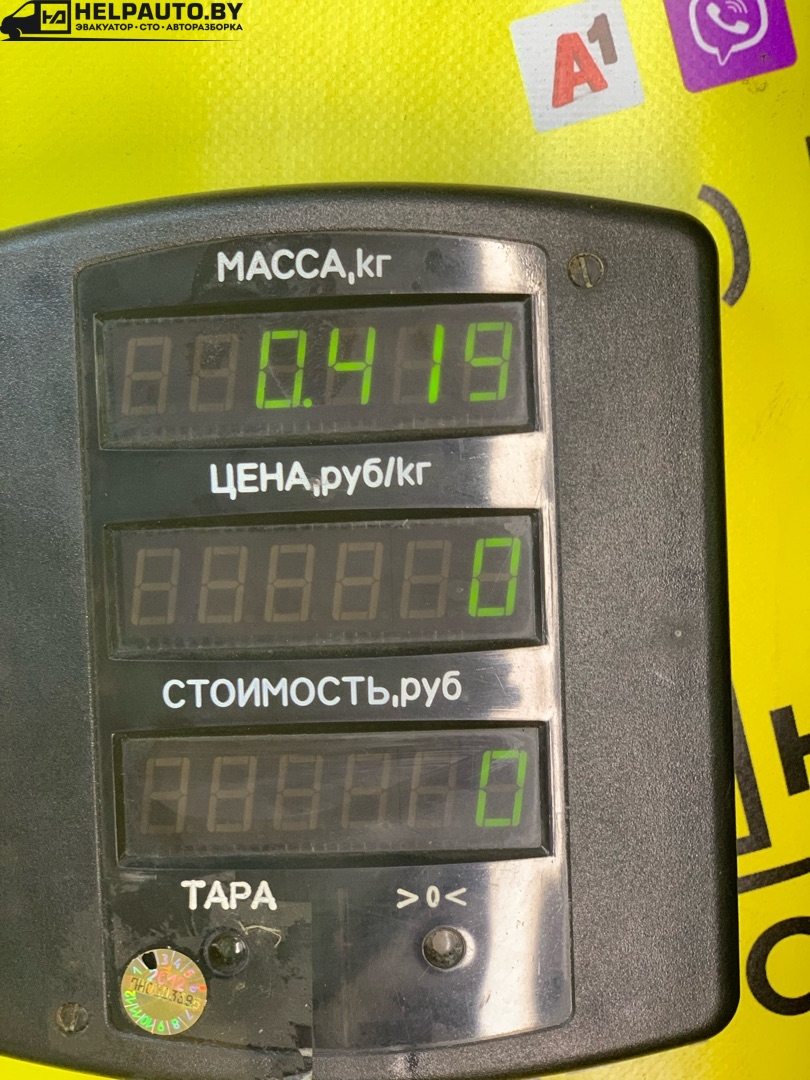 HELPAUTO.BY
ЭВАКУАТОР • СТО • АВТОРАЗБОРКА
A1
МАССА,кг
0.419
ЦЕНА,руб/кг
0
СТОИМОСТЬ,руб
0
ТАРА
>0<